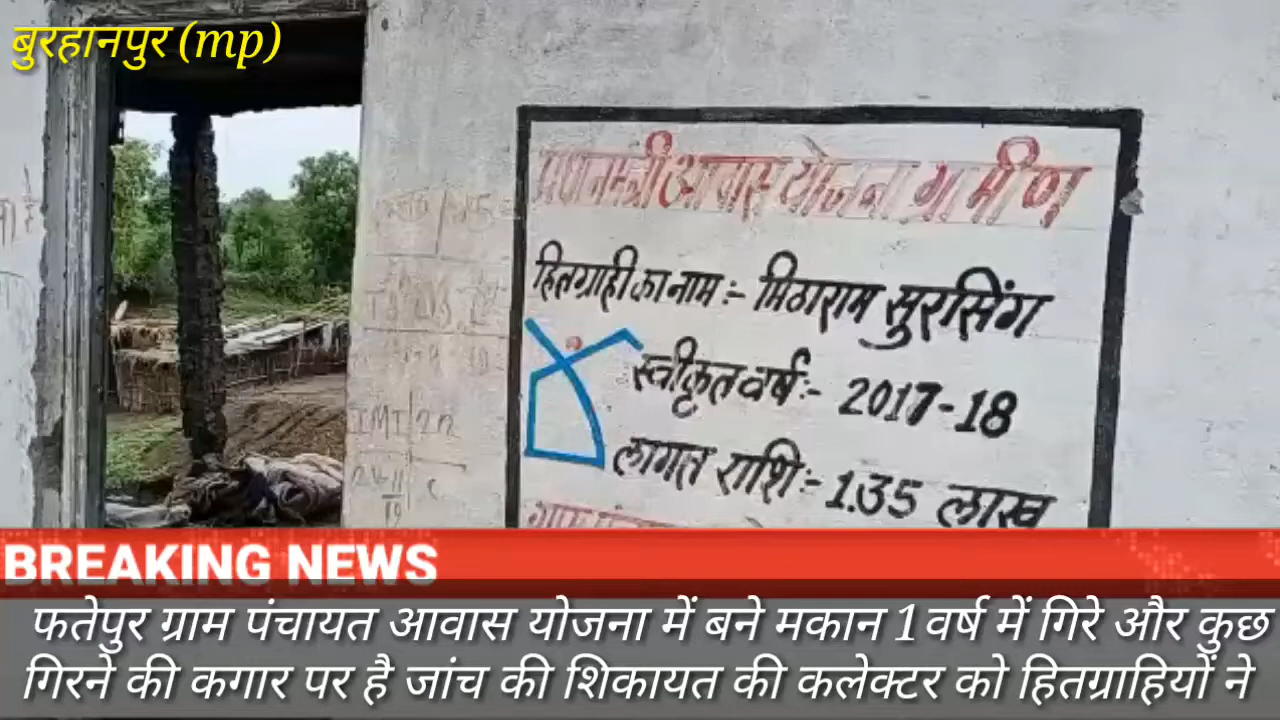 बुरहानपुर (mp)
प्रधानमन्त्री आवास योजना ग्रामीण
हितग्राही का नाम :- मिठाराम सुरसिंग
स्वीकृत वर्ष :- 2017-18
लागत राशि :- 1.35 लाख
BREAKING NEWS
फतेपुर ग्राम पंचायत आवास योजना में बने मकान 1 वर्ष में गिरे और कुछ
गिरने की कगार पर है जांच की शिकायत की कलेक्टर को हितग्राहियों ने